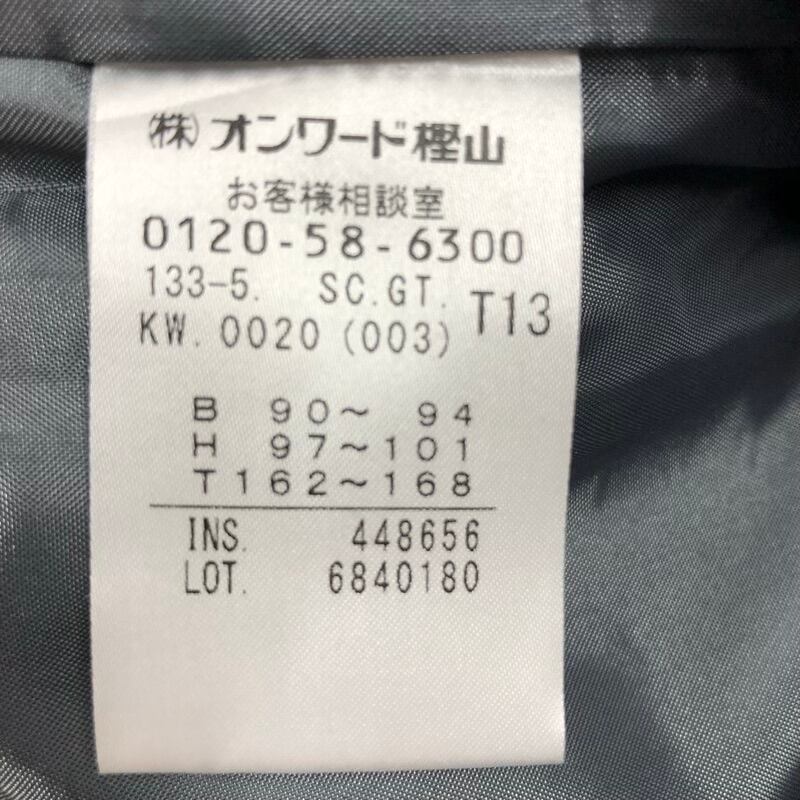 (株)オンワード樫山
お客様相談室
0120-58-6300
133-5. SC.GT. T13
KW. 0020 (003)
B 90～ 94
H 97～101
T162～168
INS. 448656
LOT. 6840180